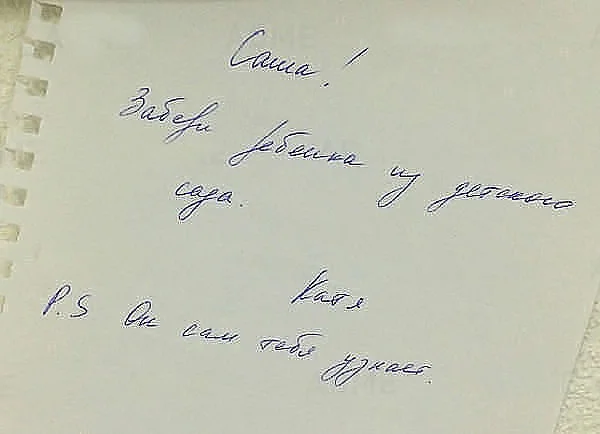 Саша!
Забери ребенка из детского
сада.
Катя
P.S Он сам тебя узнает.